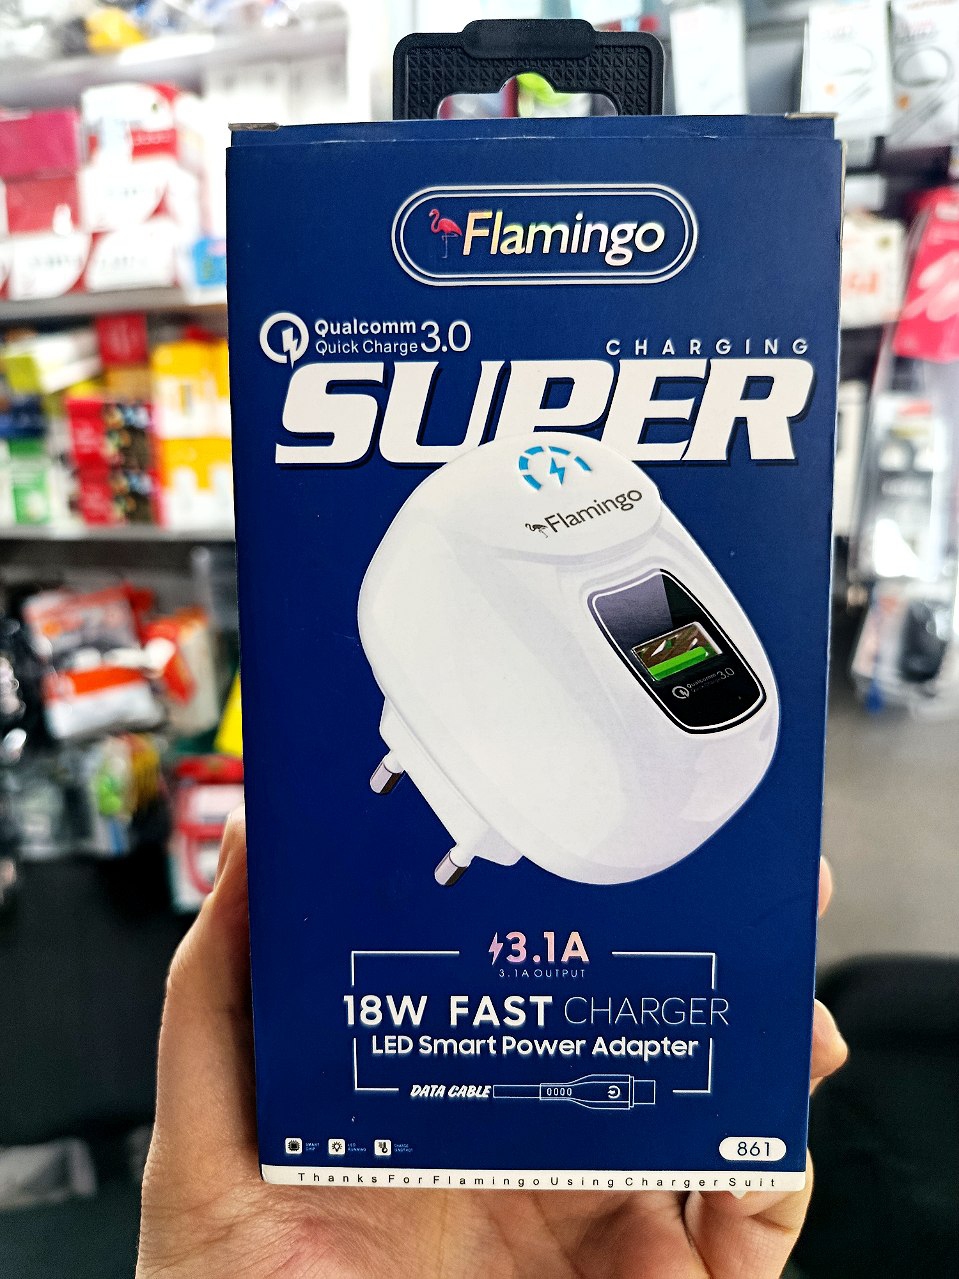 Flamingo
Qualcomm
Quick Charge 3.0
CHARGING
SUPER
Flamingo
Qualcomm 3.0
3.1A
3.1A OUTPUT
18W FAST CHARGER
LED Smart Power Adapter
DATA CABLE
861
Thanks For Flamingo Using Charger Suit